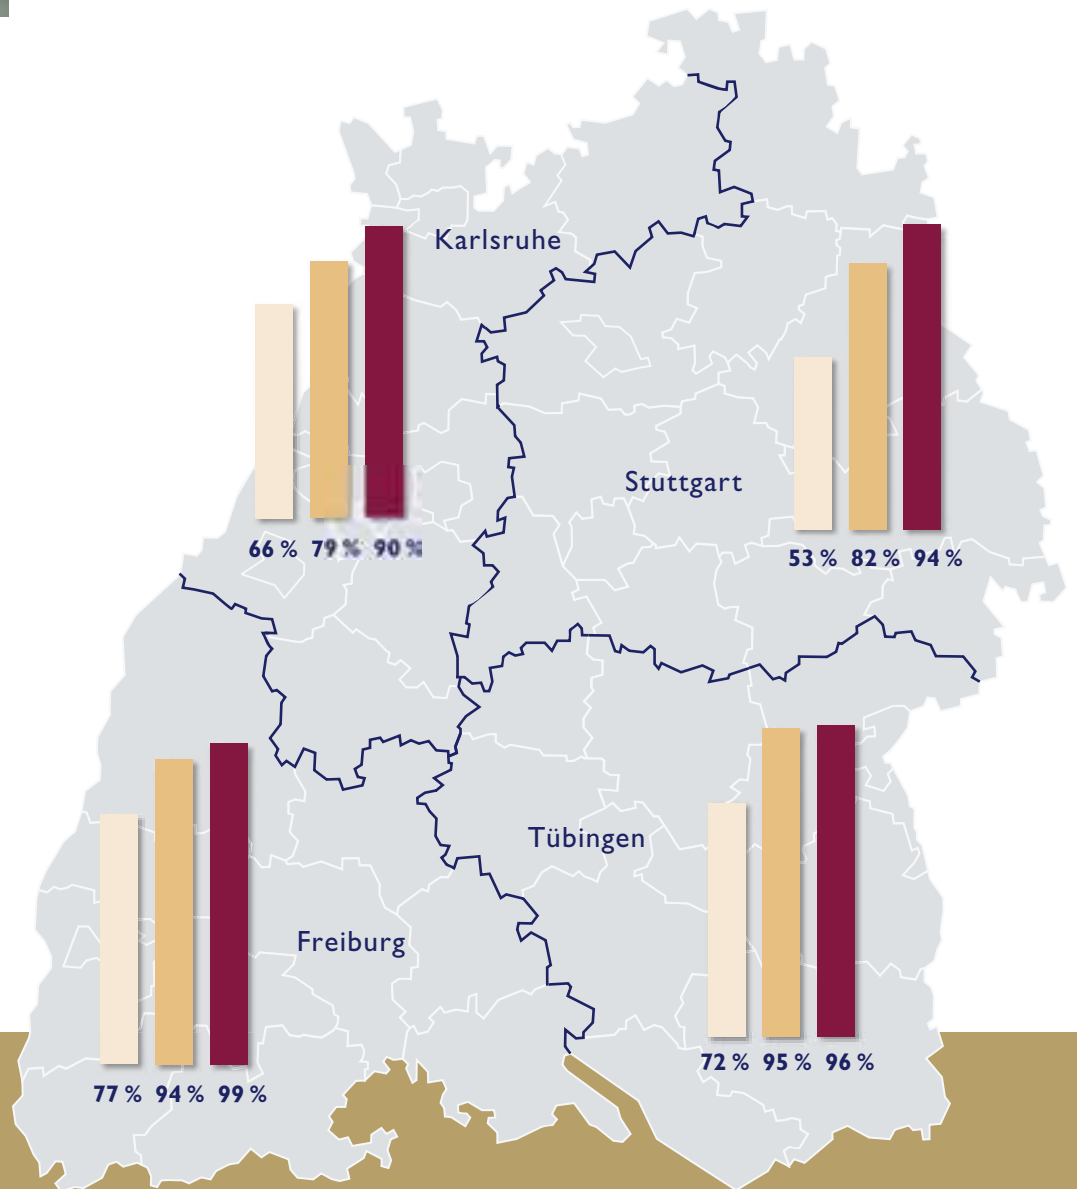 Karlsruhe
66 % 79 % 90 %
Stuttgart
53 % 82 % 94 %
Tübingen
72 % 95 % 96 %
Freiburg
77 % 94 % 99 %